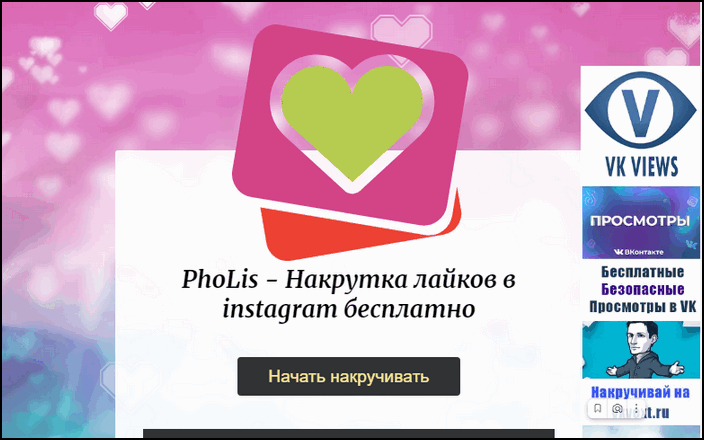 PhoLis - Накрутка лайков в
instagram бесплатно
Начать накручивать
V
VK VIEWS
ПРОСМОТРЫ
ВКонтакте
Бесплатные
Безопасные
Просмотры в VK
Накручивай на